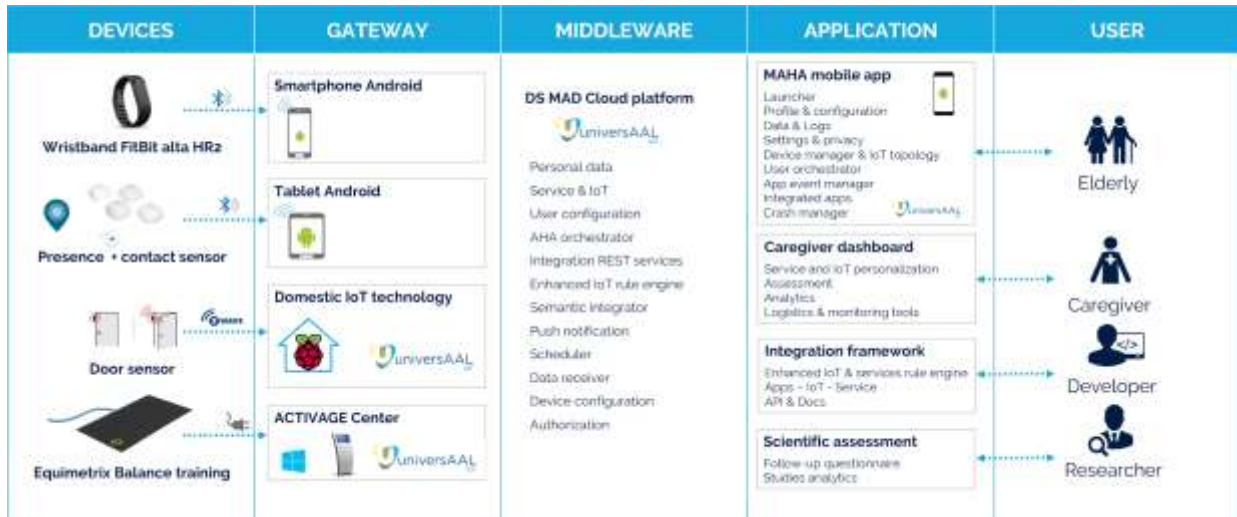 DEVICES
GATEWAY
MIDDLEWARE
APPLICATION
USER
Wristband FitBit alta HR2
Presence + contact sensor
Door sensor
Equimetrix Balance training
Smartphone Android
Tablet Android
Domestic IoT technology
universAAL
ACTIVAGE Center
universAAL
DS MAD Cloud platform
universAAL
Personal data
Service & IoT
User configuration
AHA orchestrator
Integration REST services
Enhanced IoT rule engine
Semantic integrator
Push notification
Scheduler
Data receiver
Device configuration
Authorization
MAHA mobile app
Launcher
Profile & configuration
Data & Logs
Settings & privacy
Device manager & IoT topology
User orchestrator
App event manager
Integrated apps
Crash manager
universAAL
Caregiver dashboard
Service and IoT personalization
Assessment
Analytics
Logistics & monitoring tools
Integration framework
Enhanced IoT & services rule engine
Apps - IoT - Service
API & Docs
Scientific assessment
Follow-up questionnaire
Studies analytics
Elderly
Caregiver
</>
Developer
Researcher